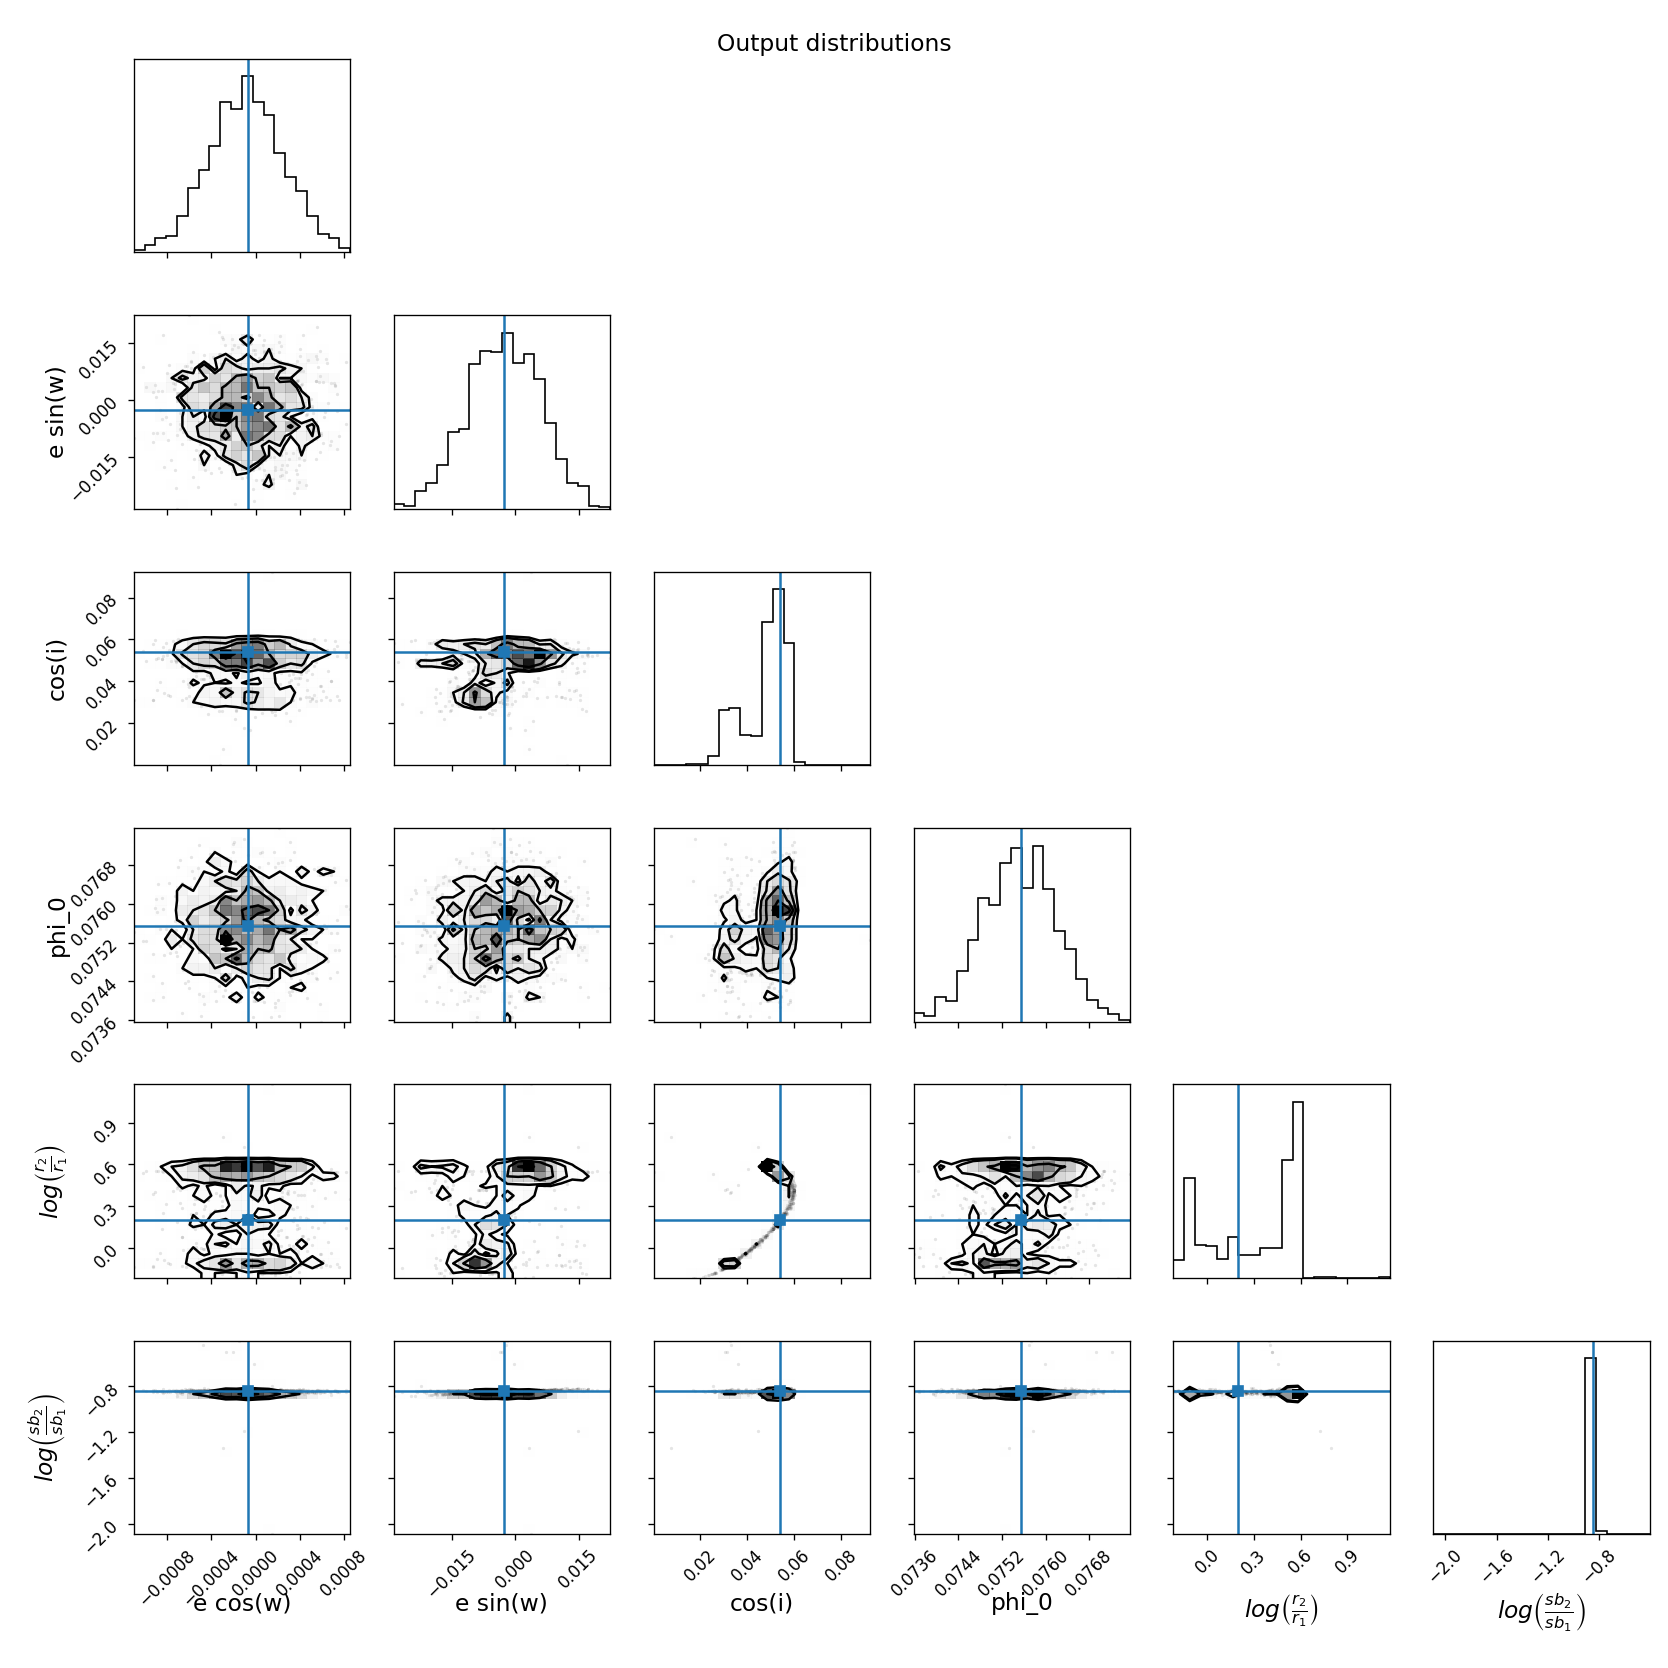 Output distributions
e sin(w)
0.015
0.000
−0.015
cos(i)
0.08
0.06
0.04
0.02
phi_0
0.0768
0.0760
0.0752
0.0744
0.0736
log(r2/r1)
0.9
0.6
0.3
0.0
log(sb2/sb1)
−0.8
−1.2
−1.6
−2.0
−0.0008 −0.0004 0.0000 0.0004 0.0008
−0.015 0.000 0.015
0.02 0.04 0.06 0.08
0.0736 0.0744 0.0752 0.0760 0.0768
0.0 0.3 0.6 0.9
−2.0 −1.6 −1.2 −0.8
e cos(w) e sin(w) cos(i) phi_0 log(r2/r1) log(sb2/sb1)